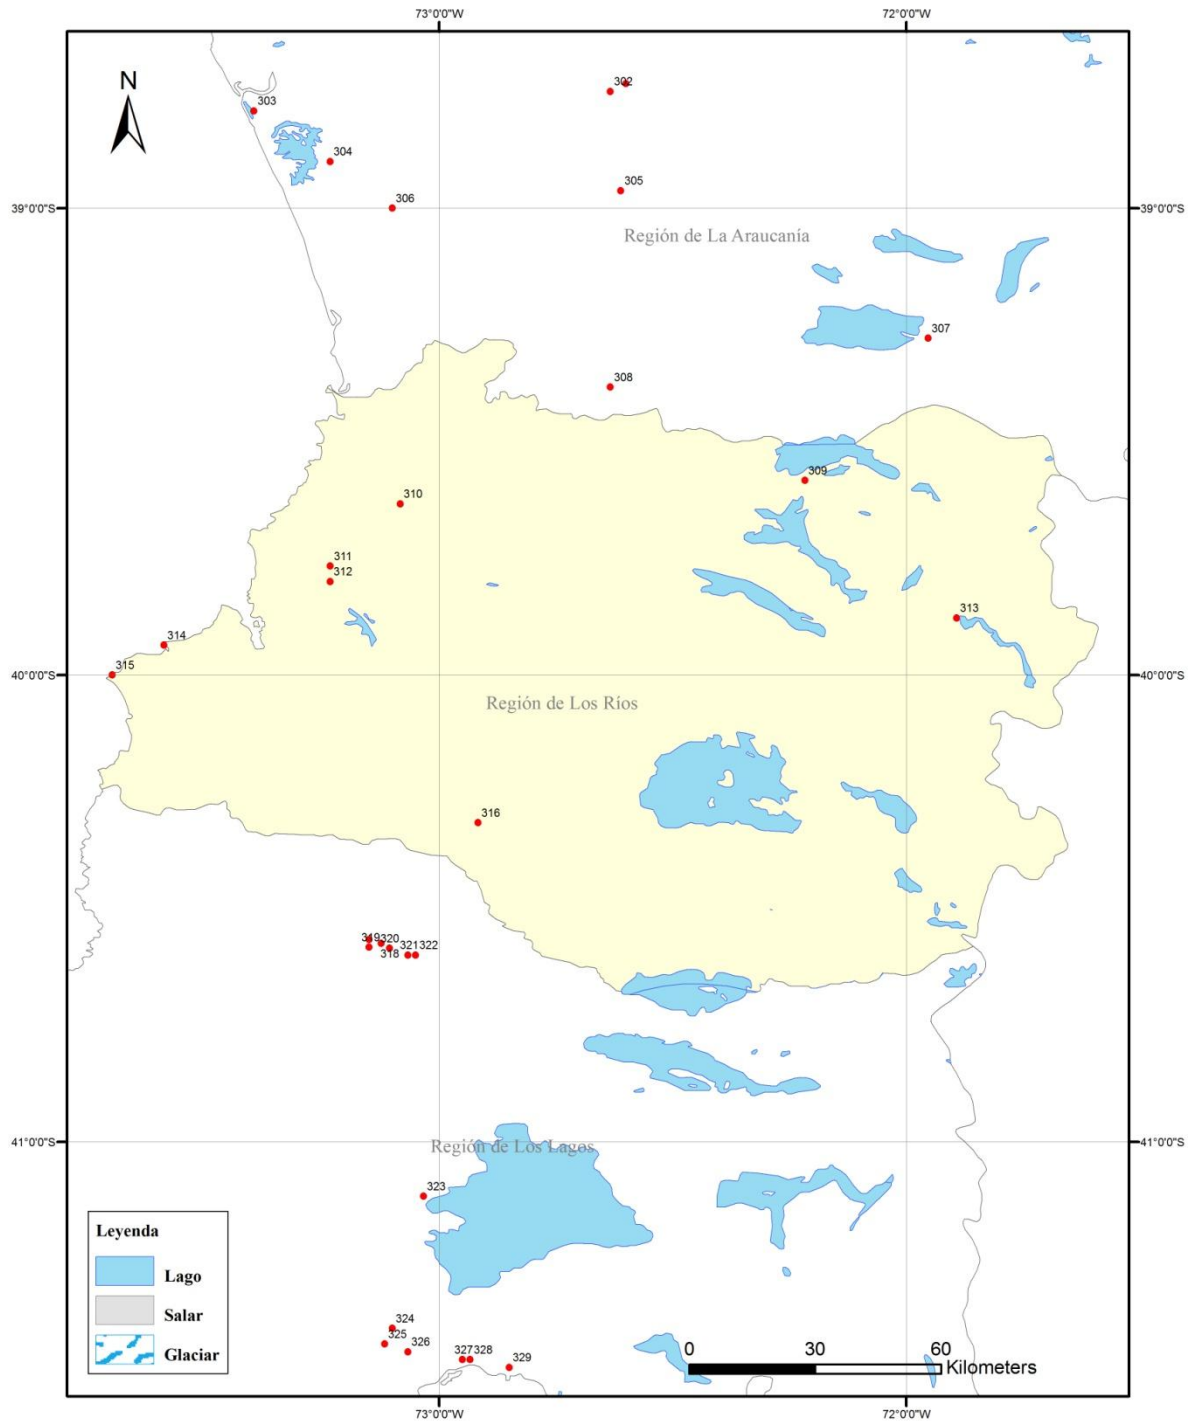 73°0'0"W
72°0'0"W
N
302
303
304
305
306
39°0'0"S
39°0'0"S
Región de La Araucanía
307
308
309
310
311
312
313
314
315
40°0'0"S
40°0'0"S
Región de Los Ríos
316
319
320
321
322
318
41°0'0"S
41°0'0"S
Región de Los Lagos
323
Leyenda
Lago
Salar
Glaciar
324
325
326
327
328
329
0
30
60
Kilometers
73°0'0"W
72°0'0"W